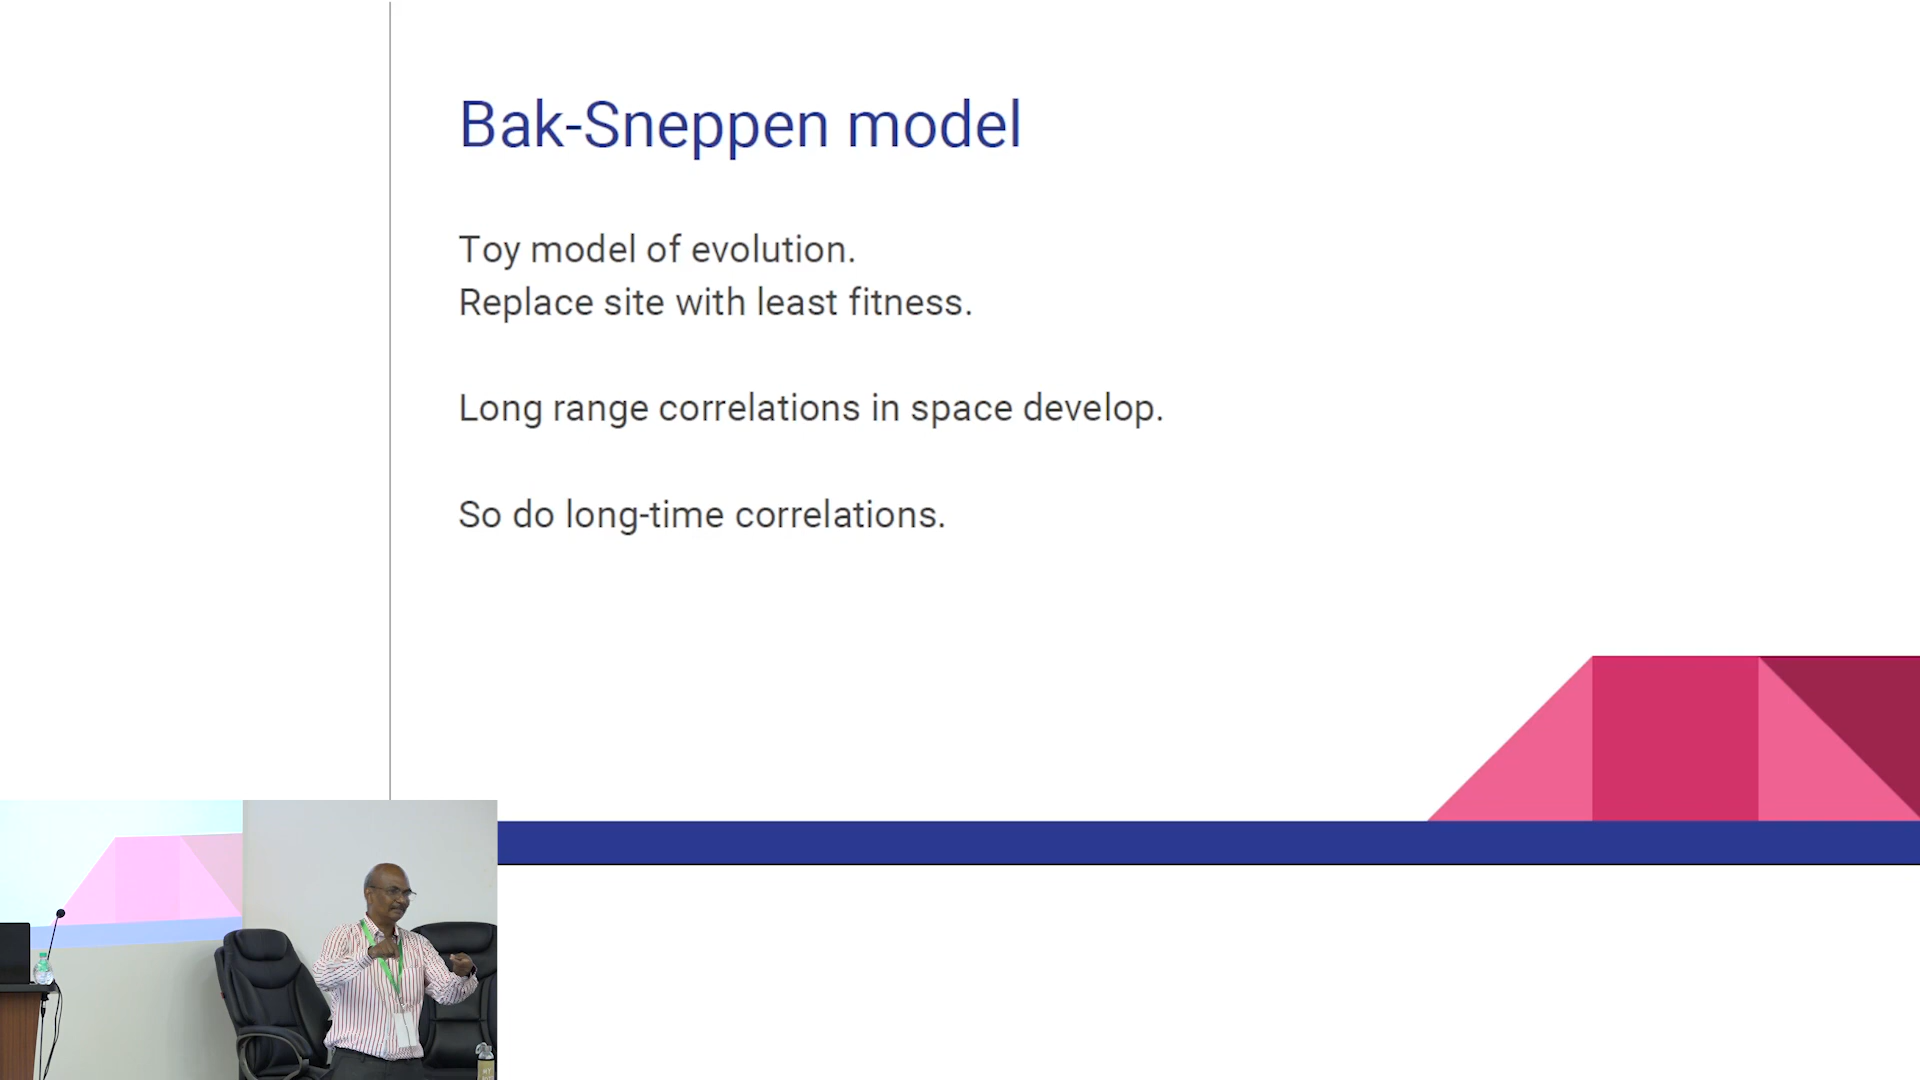 Bak-Sneppen model
Toy model of evolution.
Replace site with least fitness.
Long range correlations in space develop.
So do long-time correlations.